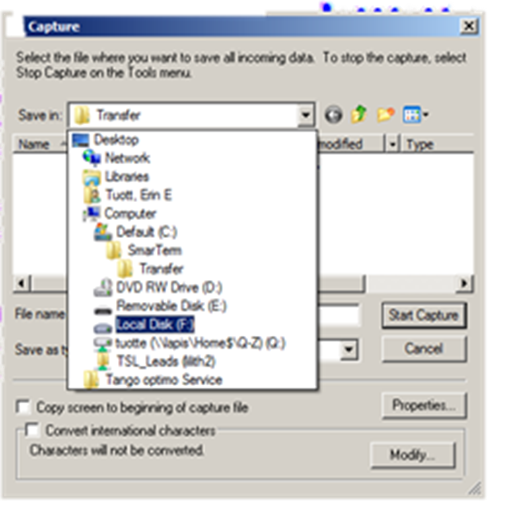 Capture
Select the file where you want to save all incoming data. To stop the capture, select
Stop Capture on the Tools menu.
Save in: Transfer
Name modified Type
Desktop
Network
Libraries
Tuott, Erin E
Computer
Default (C:)
SmarTerm
Transfer
DVD RW Drive (D:)
Removable Disk (E:)
Local Disk (F:)
tuotte (\\lapis\Home$\Q-Z) (Q:)
TSL_Leads (lilith2)
Tango optimo Service
File name
Start Capture
Save as ty
Cancel
Copy screen to beginning of capture file
Properties...
Convert international characters
Characters will not be converted.
Modify...